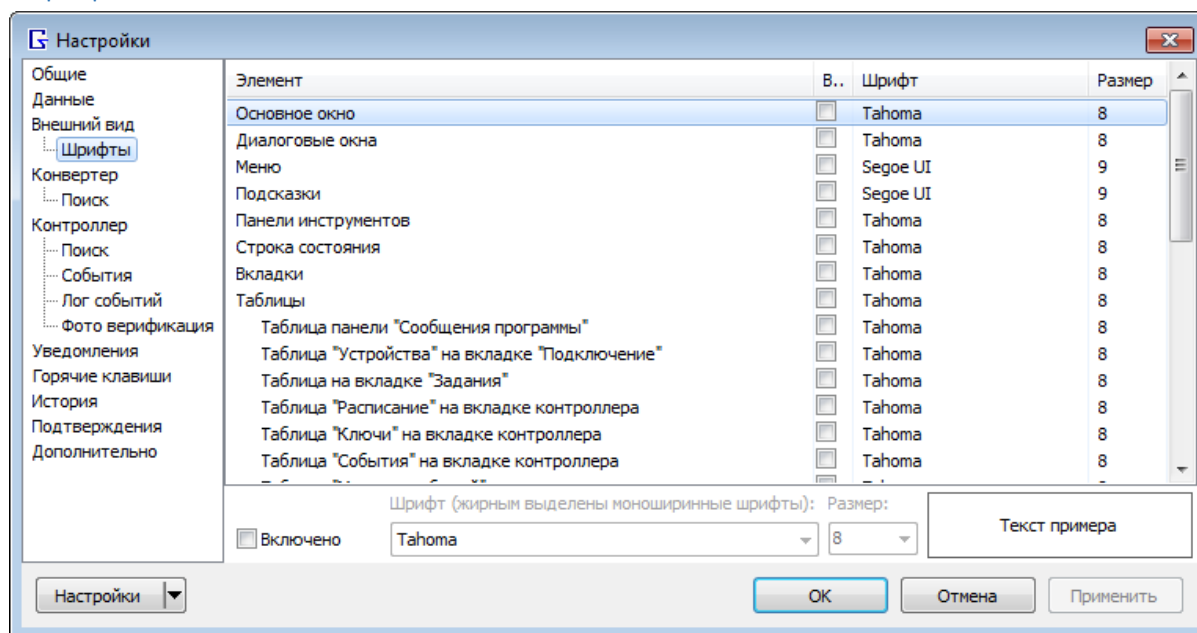 Настройки
Общие
Данные
Внешний вид
Шрифты
Конвертер
Поиск
Контроллер
Поиск
События
Лог событий
Фото верификация
Уведомления
Горячие клавиши
История
Подтверждения
Дополнительно
Элемент В.. Шрифт Размер
Основное окно Tahoma 8
Диалоговые окна Tahoma 8
Меню Segoe UI 9
Подсказки Segoe UI 9
Панели инструментов Tahoma 8
Строка состояния Tahoma 8
Вкладки Tahoma 8
Таблицы Tahoma 8
Таблица панели "Сообщения программы" Tahoma 8
Таблица "Устройства" на вкладке "Подключение" Tahoma 8
Таблица на вкладке "Задания" Tahoma 8
Таблица "Расписание" на вкладке контроллера Tahoma 8
Таблица "Ключи" на вкладке контроллера Tahoma 8
Таблица "События" на вкладке контроллера Tahoma 8
Шрифт (жирным выделены моноширинные шрифты): Размер:
Включено Tahoma 8 Текст примера
Настройки OK Отмена Применить